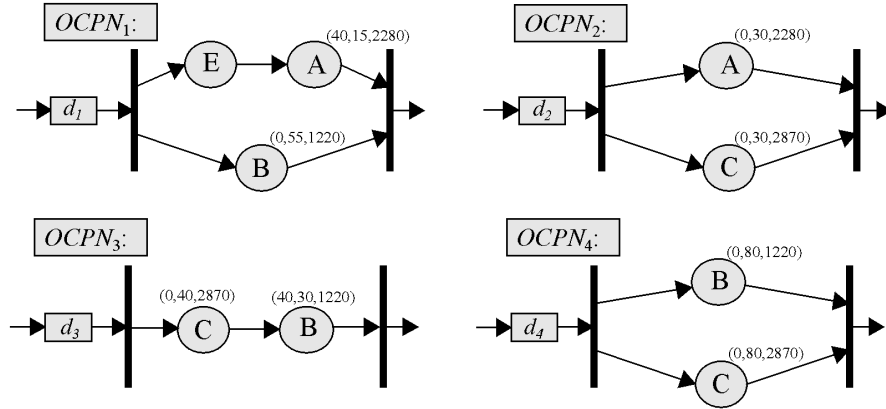 OCPN₁:
(40,15,2280)
E
A
d₁
(0,55,1220)
B
OCPN₂:
(0,30,2280)
A
d₂
(0,30,2870)
C
OCPN₃:
(0,40,2870)
(40,30,1220)
d₃
C
B
OCPN₄:
(0,80,1220)
B
d₄
(0,80,2870)
C